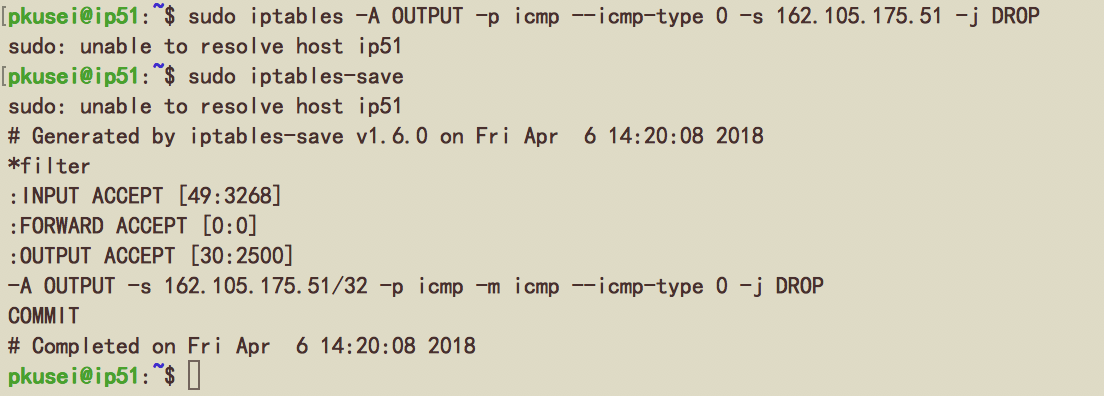 [pkusei@ip51:~$ sudo iptables -A OUTPUT -p icmp --icmp-type 0 -s 162.105.175.51 -j DROP
sudo: unable to resolve host ip51
[pkusei@ip51:~$ sudo iptables-save
sudo: unable to resolve host ip51
# Generated by iptables-save v1.6.0 on Fri Apr  6 14:20:08 2018
*filter
:INPUT ACCEPT [49:3268]
:FORWARD ACCEPT [0:0]
:OUTPUT ACCEPT [30:2500]
-A OUTPUT -s 162.105.175.51/32 -p icmp -m icmp --icmp-type 0 -j DROP
COMMIT
# Completed on Fri Apr  6 14:20:08 2018
pkusei@ip51:~$